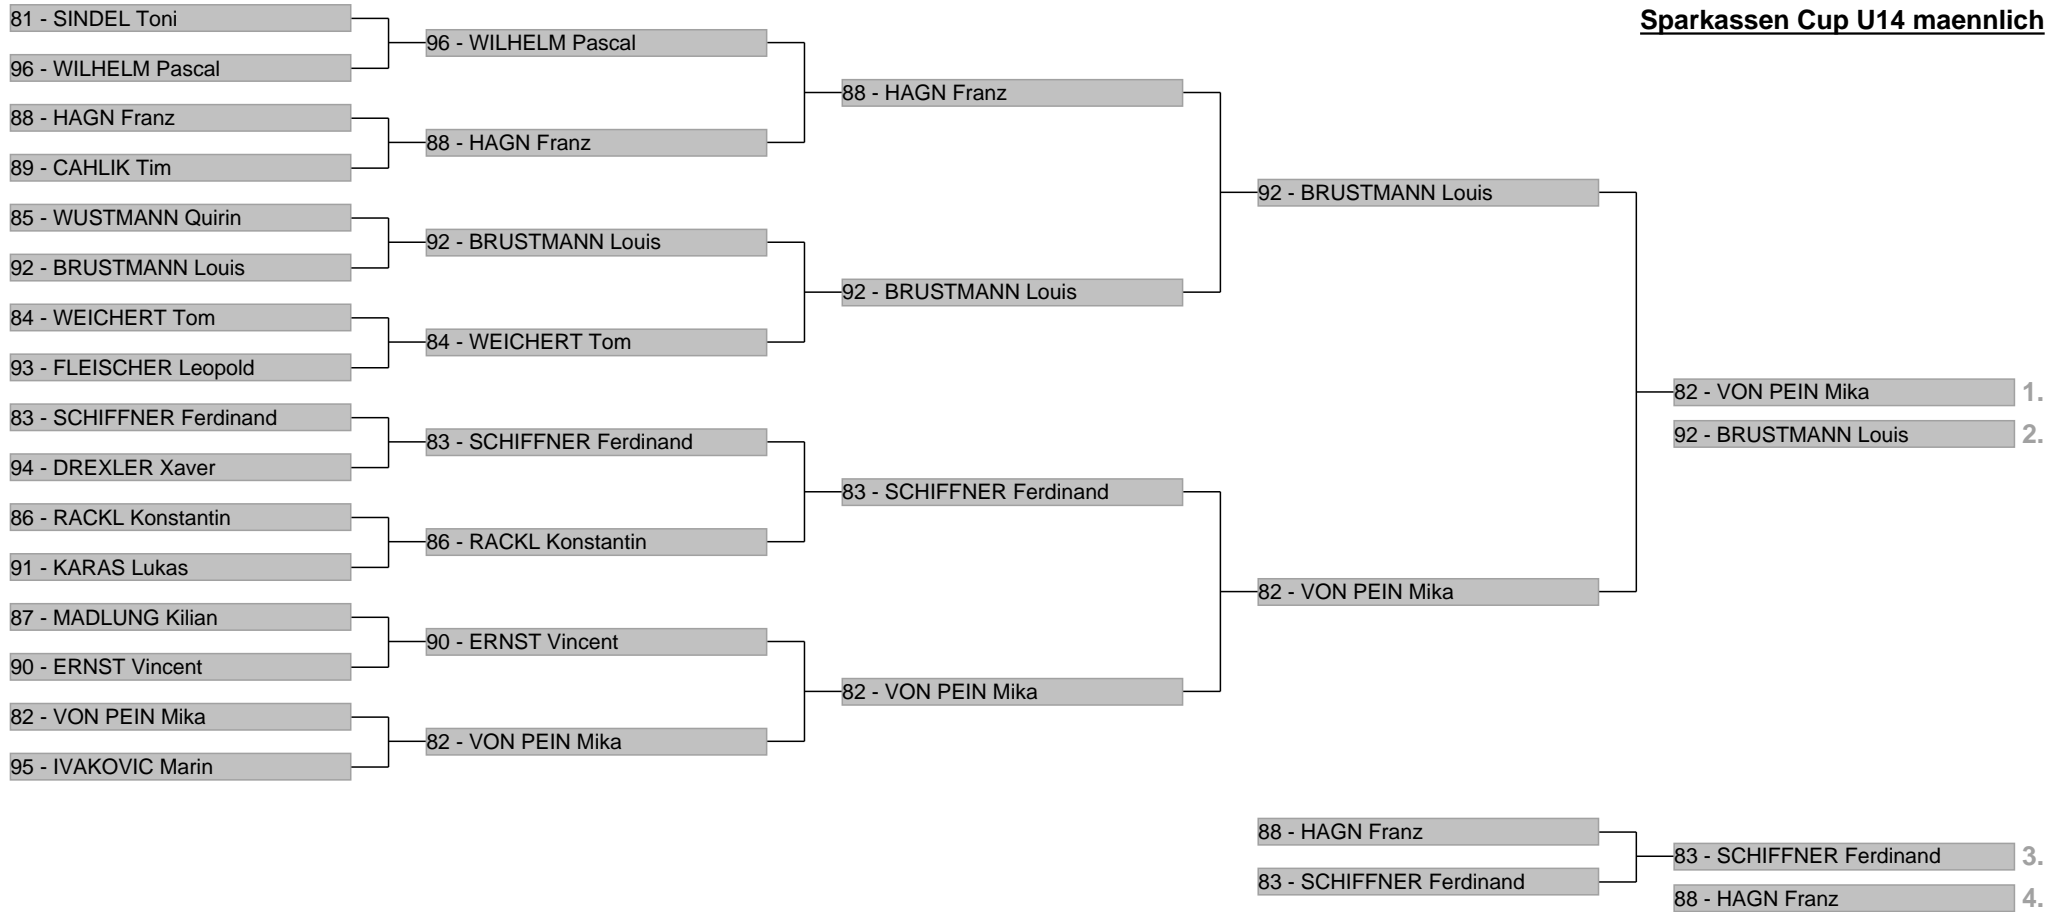 Sparkassen Cup U14 maennlich
81 - SINDEL Toni
96 - WILHELM Pascal
88 - HAGN Franz
89 - CAHLIK Tim
85 - WUSTMANN Quirin
92 - BRUSTMANN Louis
84 - WEICHERT Tom
93 - FLEISCHER Leopold
83 - SCHIFFNER Ferdinand
94 - DREXLER Xaver
86 - RACKL Konstantin
91 - KARAS Lukas
87 - MADLUNG Kilian
90 - ERNST Vincent
82 - VON PEIN Mika
95 - IVAKOVIC Marin
96 - WILHELM Pascal
88 - HAGN Franz
92 - BRUSTMANN Louis
84 - WEICHERT Tom
83 - SCHIFFNER Ferdinand
86 - RACKL Konstantin
90 - ERNST Vincent
82 - VON PEIN Mika
88 - HAGN Franz
92 - BRUSTMANN Louis
83 - SCHIFFNER Ferdinand
82 - VON PEIN Mika
92 - BRUSTMANN Louis
82 - VON PEIN Mika
82 - VON PEIN Mika 1.
92 - BRUSTMANN Louis 2.
88 - HAGN Franz
83 - SCHIFFNER Ferdinand
83 - SCHIFFNER Ferdinand 3.
88 - HAGN Franz 4.